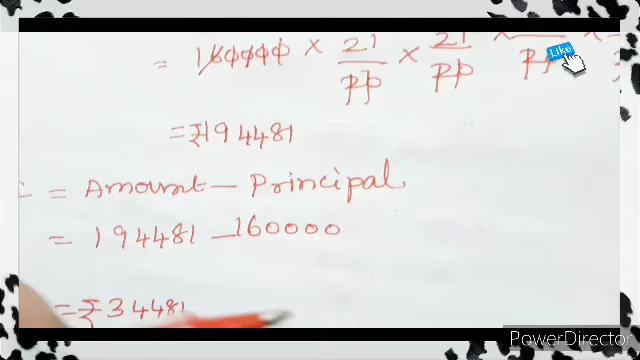 = 160000 × 21/20 × 21/20 ×
= ₹194481
= Amount - Principal.
= 194481 - 160000
= ₹34481
Like
PowerDirector